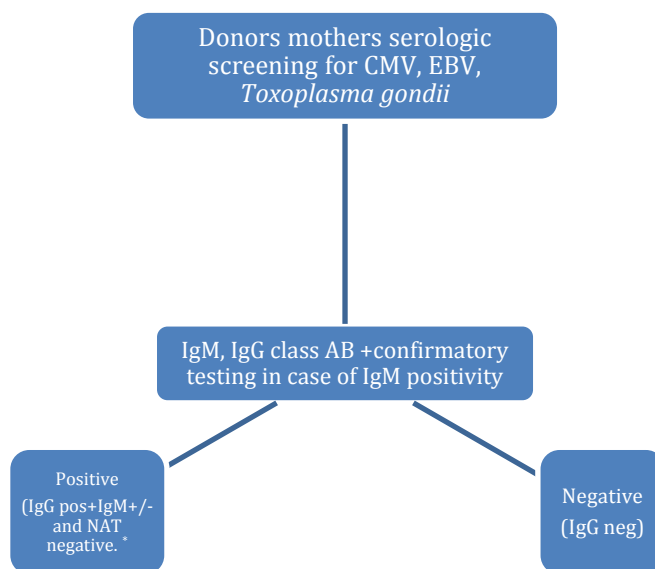 Donors mothers serologic
screening for CMV, EBV,
Toxoplasma gondii
IgM, IgG class AB +confirmatory
testing in case of IgM positivity
Positive
(IgG pos+IgM+/-
and NAT
negative. *
Negative
(IgG neg)